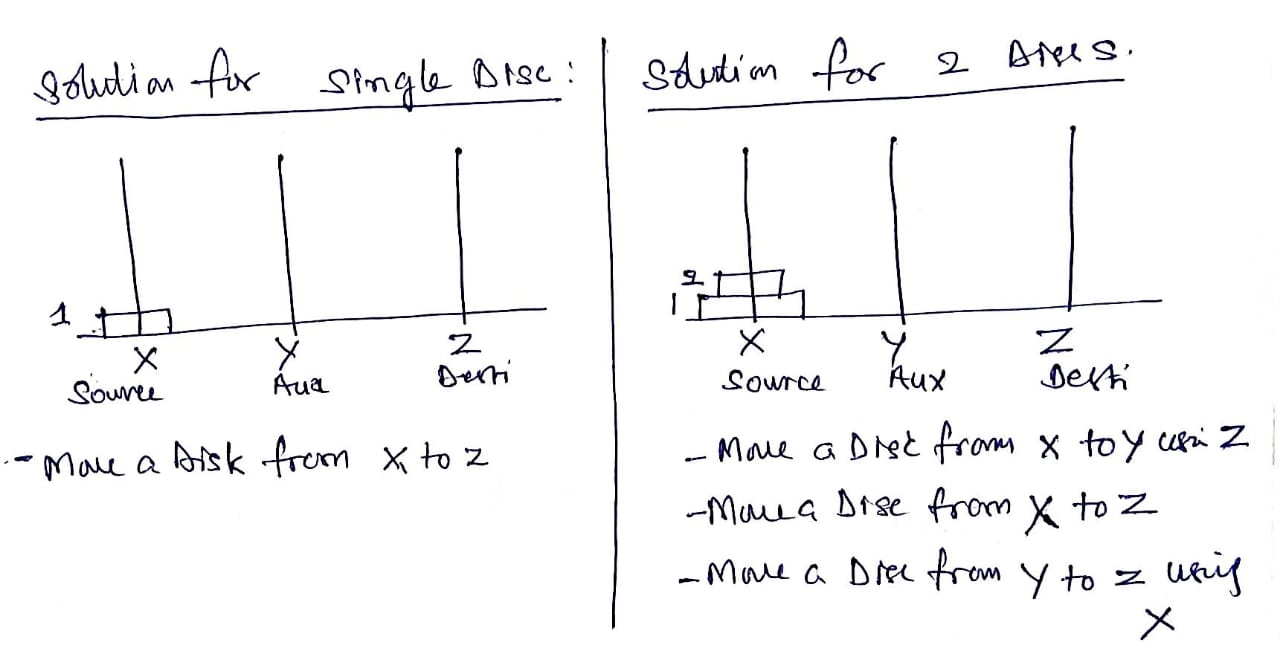 Solution for Single Disc:
1
X Y Z
Source Aux Desti
- Move a Disk from X to Z
Solution for 2 Discs.
2
1
X Y Z
Source Aux Desti
- Move a Disc from X to Y usin Z
- Move a Disc from X to Z
- Move a Disc from Y to Z using
X